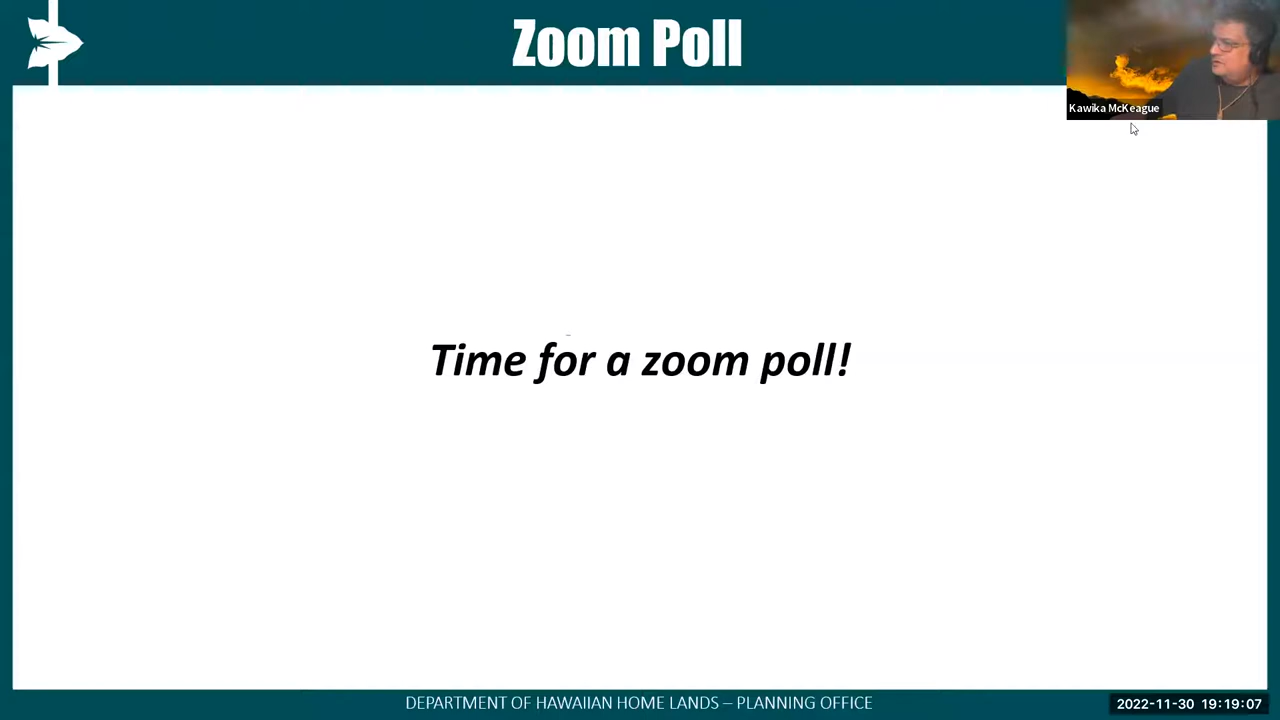 Zoom Poll
Kawika McKeague
Time for a zoom poll!
DEPARTMENT OF HAWAIIAN HOME LANDS – PLANNING OFFICE
2022-11-30 19:19:07